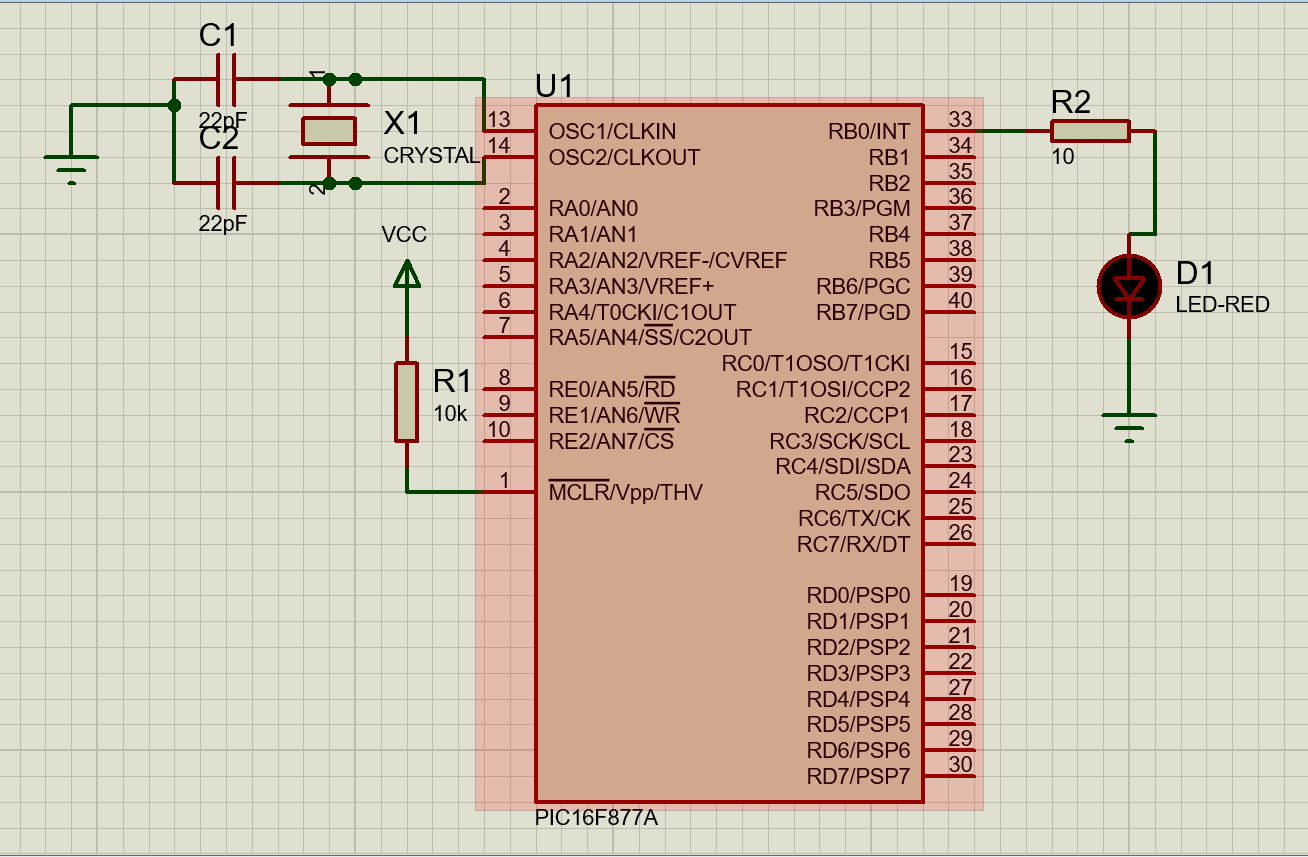 C1
22pF
C2
22pF
1
2
X1
CRYSTAL
VCC
R1
10k
U1
13 OSC1/CLKIN
14 OSC2/CLKOUT
2 RA0/AN0
3 RA1/AN1
4 RA2/AN2/VREF-/CVREF
5 RA3/AN3/VREF+
6 RA4/T0CKI/C1OUT
7 RA5/AN4/SS/C2OUT
8 RE0/AN5/RD
9 RE1/AN6/WR
10 RE2/AN7/CS
1 MCLR/Vpp/THV
RB0/INT 33
RB1 34
RB2 35
RB3/PGM 36
RB4 37
RB5 38
RB6/PGC 39
RB7/PGD 40
RC0/T1OSO/T1CKI 15
RC1/T1OSI/CCP2 16
RC2/CCP1 17
RC3/SCK/SCL 18
RC4/SDI/SDA 23
RC5/SDO 24
RC6/TX/CK 25
RC7/RX/DT 26
RD0/PSP0 19
RD1/PSP1 20
RD2/PSP2 21
RD3/PSP3 22
RD4/PSP4 27
RD5/PSP5 28
RD6/PSP6 29
RD7/PSP7 30
PIC16F877A
R2
10
D1
LED-RED